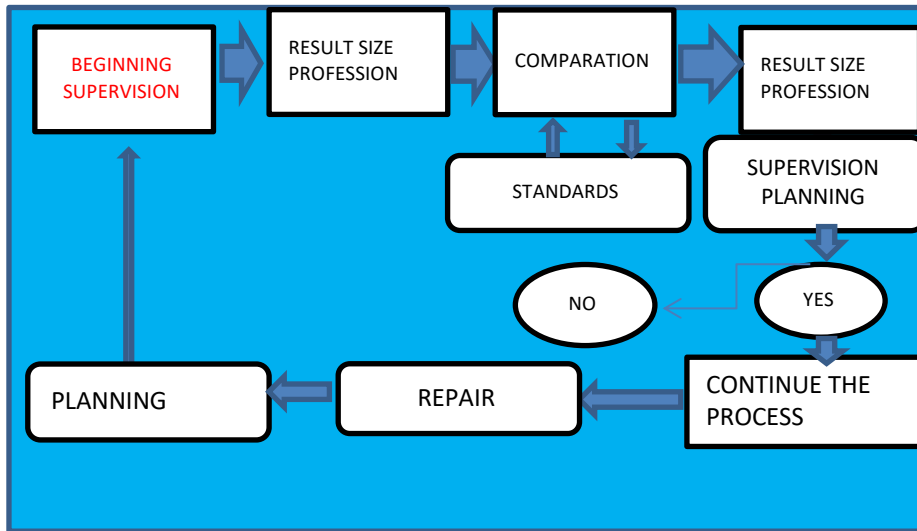 BEGINNING
SUPERVISION
RESULT SIZE
PROFESSION
COMPARATION
RESULT SIZE
PROFESSION
STANDARDS
SUPERVISION
PLANNING
NO
YES
PLANNING
REPAIR
CONTINUE THE
PROCESS